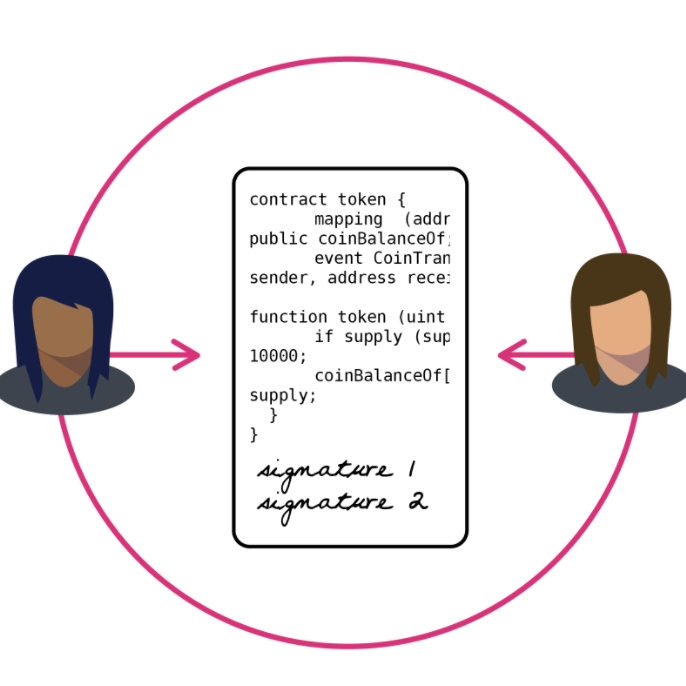 contract token {
mapping (addr
public coinBalanceOf;
event CoinTran
sender, address recei
function token (uint
if supply (sup
10000;
coinBalanceOf[
supply;
}
}
signature 1
signature 2